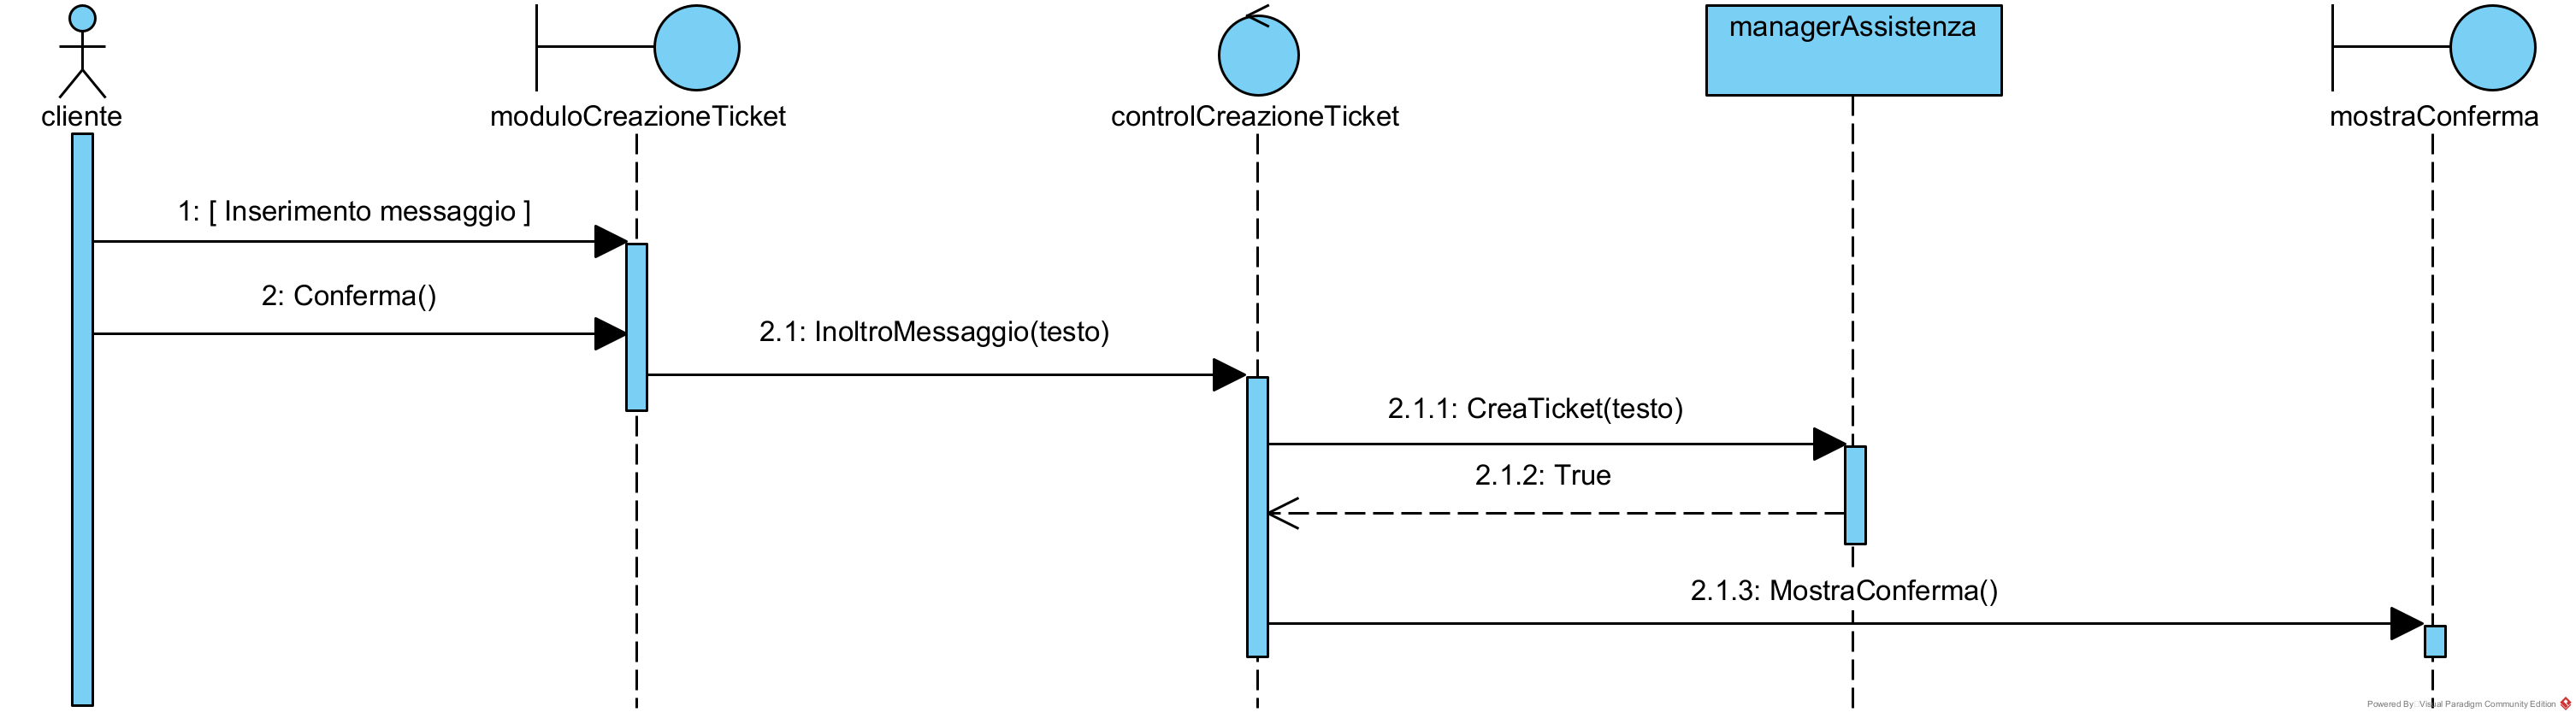 cliente
moduloCreazioneTicket
controlCreazioneTicket
managerAssistenza
mostraConferma
1: [ Inserimento messaggio ]
2: Conferma()
2.1: InoltroMessaggio(testo)
2.1.1: CreaTicket(testo)
2.1.2: True
2.1.3: MostraConferma()
Powered By Visual Paradigm Community Edition